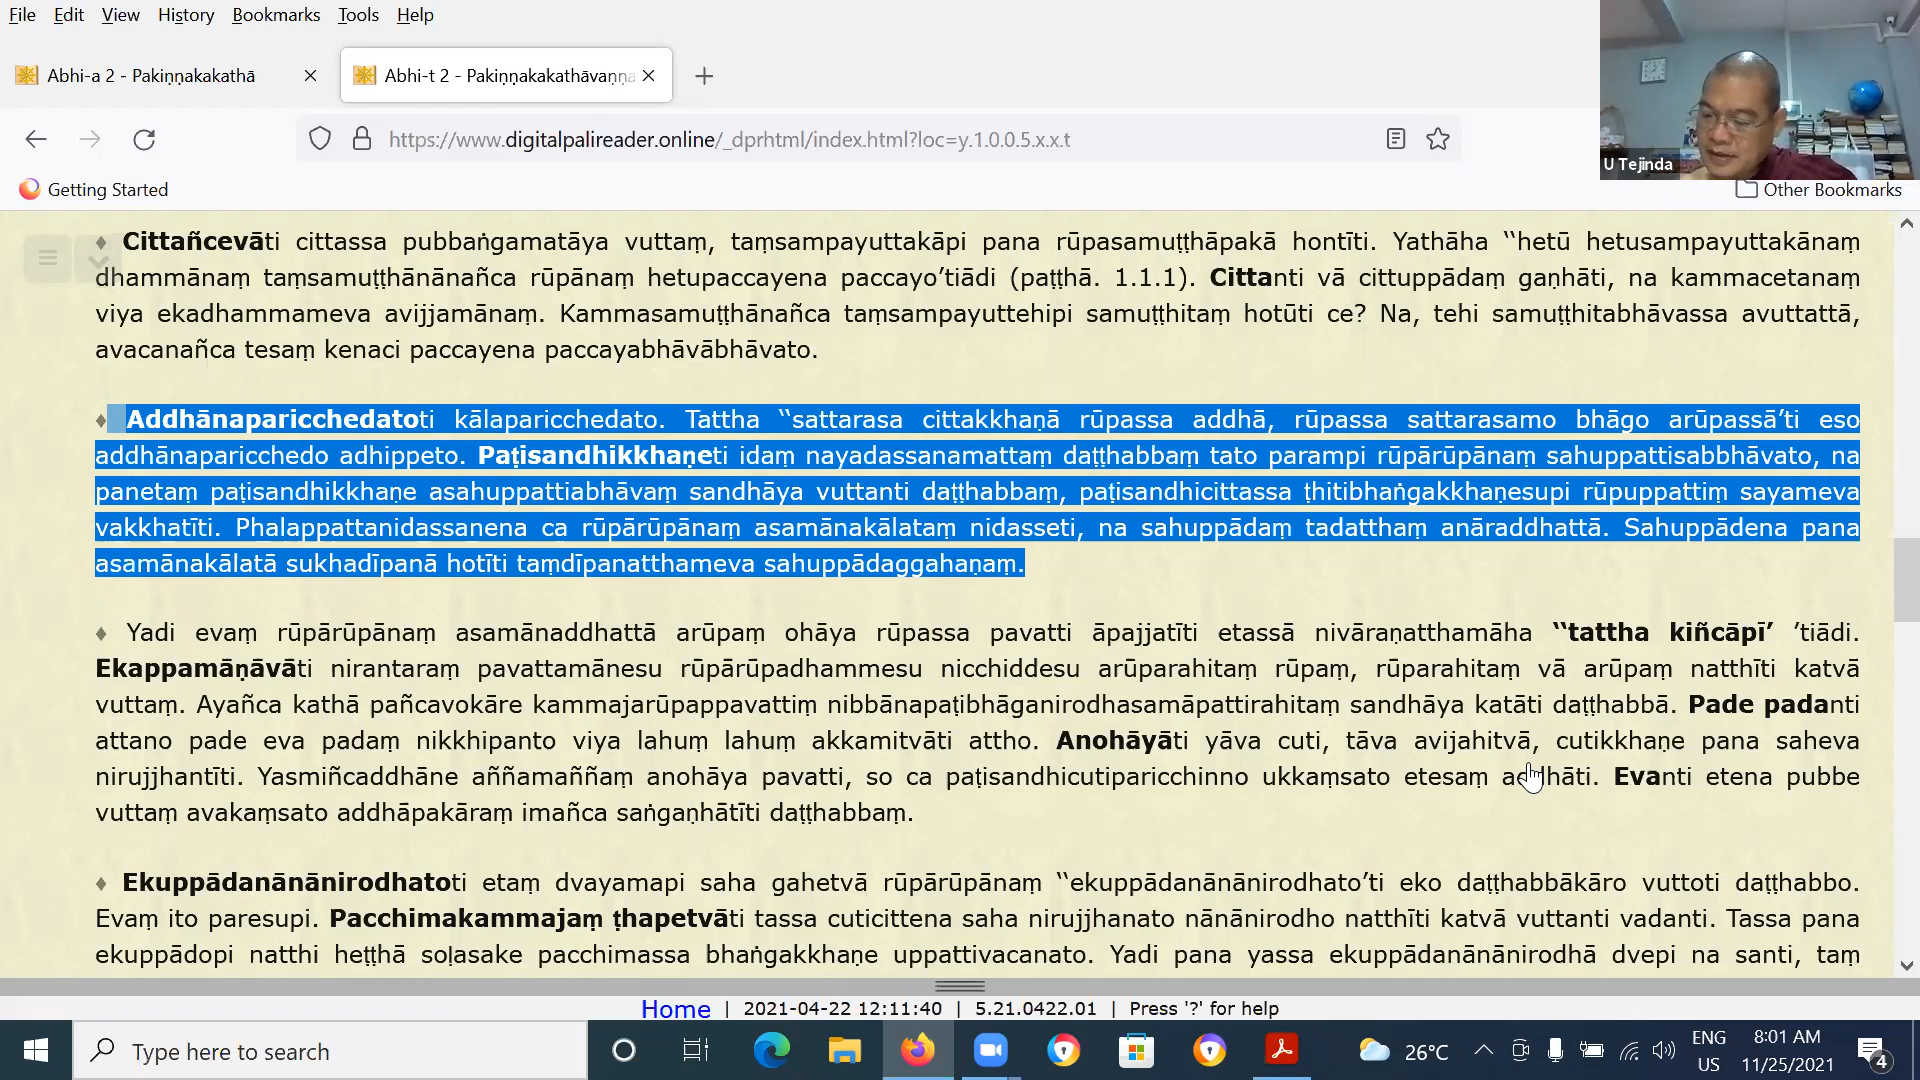 File Edit View History Bookmarks Tools Help
Abhi-a 2 - Pakiṇṇakakathā
Abhi-t 2 - Pakiṇṇakakathāvaṇṇa
https://www.digitalpalireader.online/_dprhtml/index.html?loc=y.1.0.0.5.x.x.t
U Tejinda
Getting Started
Other Bookmarks
♦ Cittañcevāti cittassa pubbaṅgamatāya vuttaṃ, taṃsampayuttakāpi pana rūpasamuṭṭhāpakā hontīti. Yathāha ‘‘hetū hetusampayuttakānaṃ
dhammānaṃ taṃsamuṭṭhānānañca rūpānaṃ hetupaccayena paccayo’tiādi (paṭṭhā. 1.1.1). Cittanti vā cittuppādaṃ gaṇhāti, na kammacetanaṃ
viya ekadhammameva avijjamānaṃ. Kammasamuṭṭhānañca taṃsampayuttehipi samuṭṭhitaṃ hotūti ce? Na, tehi samuṭṭhitabhāvassa avuttattā,
avacanañca tesaṃ kenaci paccayena paccayabhāvābhāvato.
♦ Addhānaparicchedatoti kālaparicchedato. Tattha ‘‘sattarasa cittakkhaṇā rūpassa addhā, rūpassa sattarasamo bhāgo arūpassā’ti eso
addhānaparicchedo adhippeto. Paṭisandhikkhaṇeti idaṃ nayadassanamattaṃ daṭṭhabbaṃ tato parampi rūpārūpānaṃ sahuppattisabbhāvato, na
panetaṃ paṭisandhikkhaṇe asahuppattiabhāvaṃ sandhāya vuttanti daṭṭhabbaṃ, paṭisandhicittassa ṭhitibhaṅgakkhaṇesupi rūpuppattiṃ sayameva
vakkhatīti. Phalappattanidassanena ca rūpārūpānaṃ asamānakālataṃ nidasseti, na sahuppādaṃ tadatthaṃ anāraddhattā. Sahuppādena pana
asamānakālatā sukhadīpanā hotīti taṃdīpanatthameva sahuppādaggahaṇaṃ.
♦ Yadi evaṃ rūpārūpānaṃ asamānaddhattā arūpaṃ ohāya rūpassa pavatti āpajjatīti etassā nivāraṇatthamāha ‘‘tattha kiñcāpī’ ’tiādi.
Ekappamāṇāvāti nirantaraṃ pavattamānesu rūpārūpadhammesu nicchiddesu arūparahitaṃ rūpaṃ, rūparahitaṃ vā arūpaṃ natthīti katvā
vuttaṃ. Ayañca kathā pañcavokāre kammajarūpappavattiṃ nibbānapaṭibhāganirodhasamāpattirahitaṃ sandhāya katāti daṭṭhabbā. Pade padanti
attano pade eva padaṃ nikkhipanto viya lahuṃ lahuṃ akkamitvāti attho. Anohāyāti yāva cuti, tāva avijahitvā, cutikkhaṇe pana saheva
nirujjhantīti. Yasmiñcaddhāne aññamaññaṃ anohāya pavatti, so ca paṭisandhicutiparicchinno ukkaṃsato etesaṃ addhāti. Evanti etena pubbe
vuttaṃ avakaṃsato addhāpakāraṃ imañca saṅgaṇhātīti daṭṭhabbaṃ.
♦ Ekuppādanānānirodhatoti etaṃ dvayamapi saha gahetvā rūpārūpānaṃ ‘‘ekuppādanānānirodhato’ti eko daṭṭhabbākāro vuttoti daṭṭhabbo.
Evaṃ ito paresupi. Pacchimakammajaṃ ṭhapetvāti tassa cuticittena saha nirujjhanato nānānirodho natthīti katvā vuttanti vadanti. Tassa pana
ekuppādopi natthi heṭṭhā soḷasake pacchimassa bhaṅgakkhaṇe uppattivacanato. Yadi pana yassa ekuppādanānānirodhā dvepi na santi, taṃ
Home | 2021-04-22 12:11:40 | 5.21.0422.01 | Press '?' for help
Type here to search
26°C
ENG
US
8:01 AM
11/25/2021
4